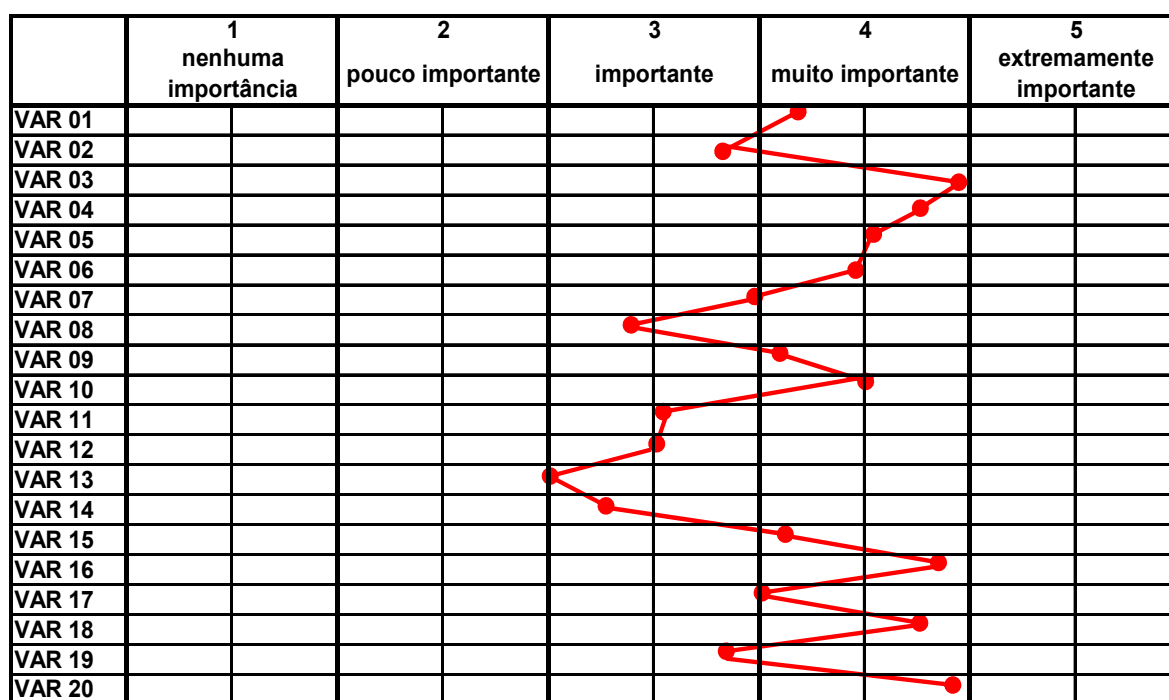 1 2 3 4 5
nenhuma importância pouco importante importante muito importante extremamente importante
VAR 01
VAR 02
VAR 03
VAR 04
VAR 05
VAR 06
VAR 07
VAR 08
VAR 09
VAR 10
VAR 11
VAR 12
VAR 13
VAR 14
VAR 15
VAR 16
VAR 17
VAR 18
VAR 19
VAR 20